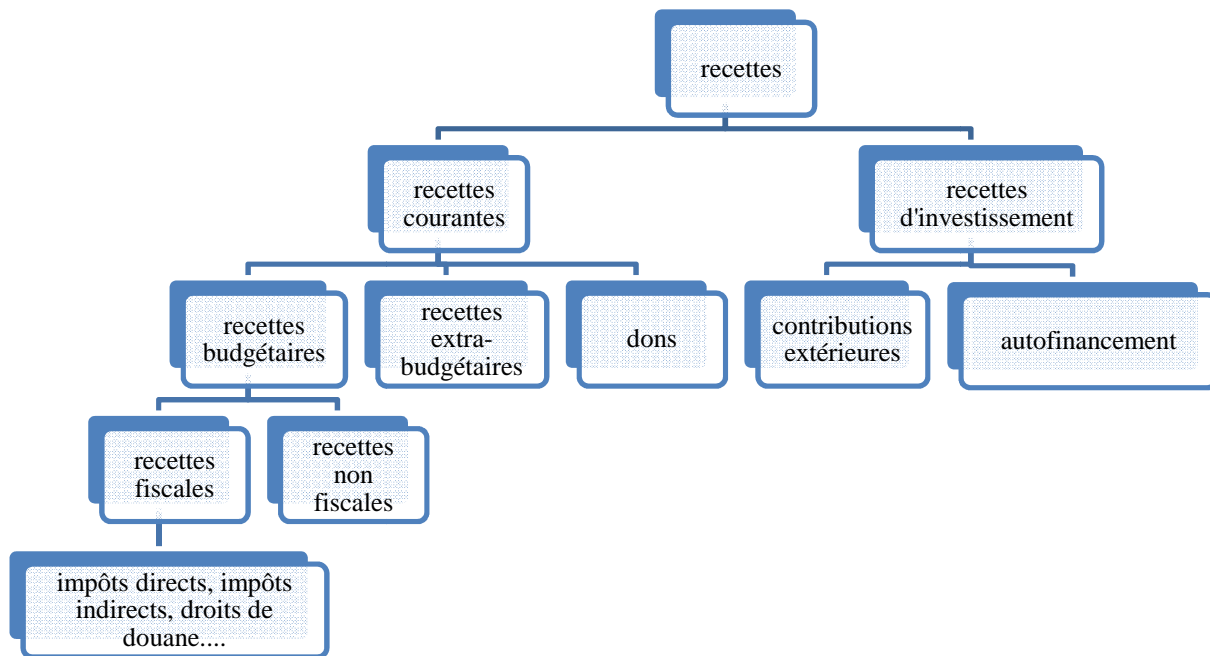 recettes
recettes
courantes
recettes
d'investissement
recettes
budgétaires
recettes
extra-
budgétaires
dons
contributions
extérieures
autofinancement
recettes
fiscales
recettes
non
fiscales
impôts directs, impôts
indirects, droits de
douane....